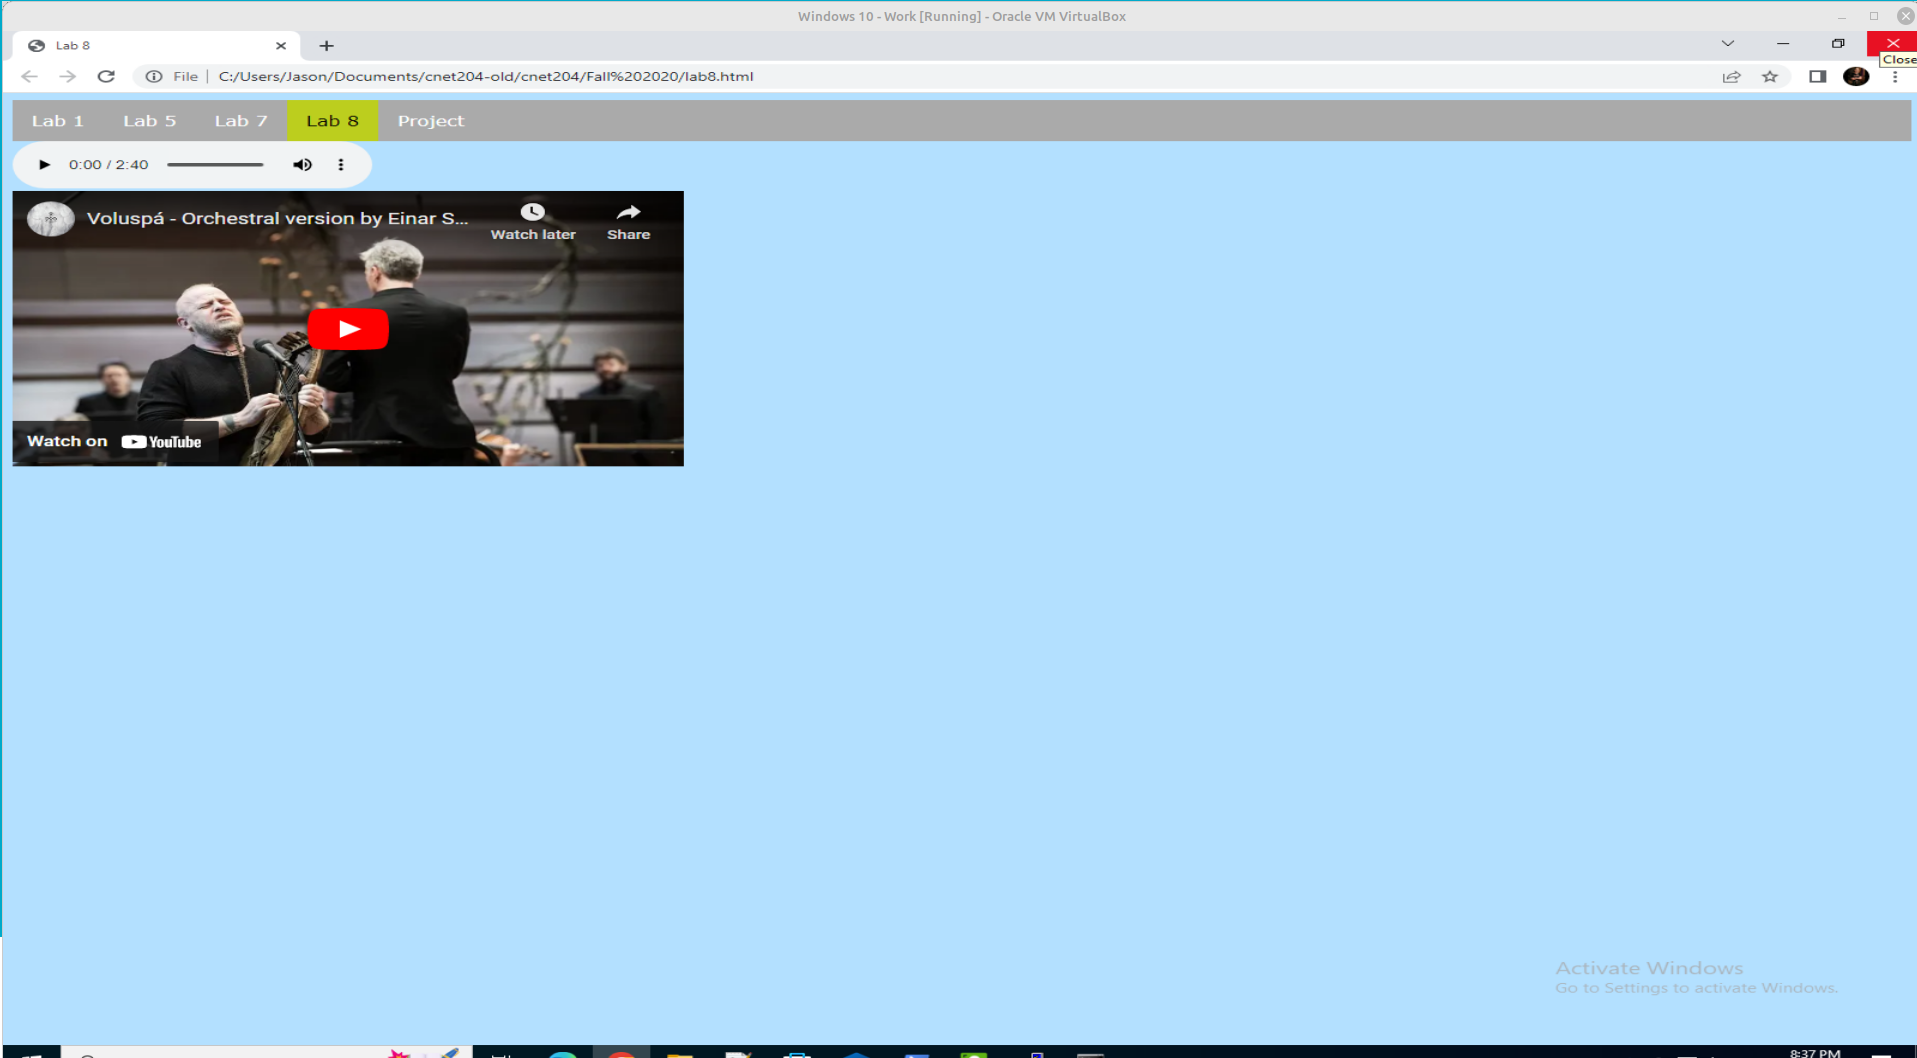 Windows 10 - Work [Running] - Oracle VM VirtualBox
Lab 8
Close
File
C:/Users/Jason/Documents/cnet204-old/cnet204/Fall%202020/lab8.html
Lab 1 Lab 5 Lab 7 Lab 8 Project
0:00 / 2:40
Voluspá - Orchestral version by Einar S...
Watch later
Share
Watch on YouTube
Activate Windows
Go to Settings to activate Windows.
8:37 PM